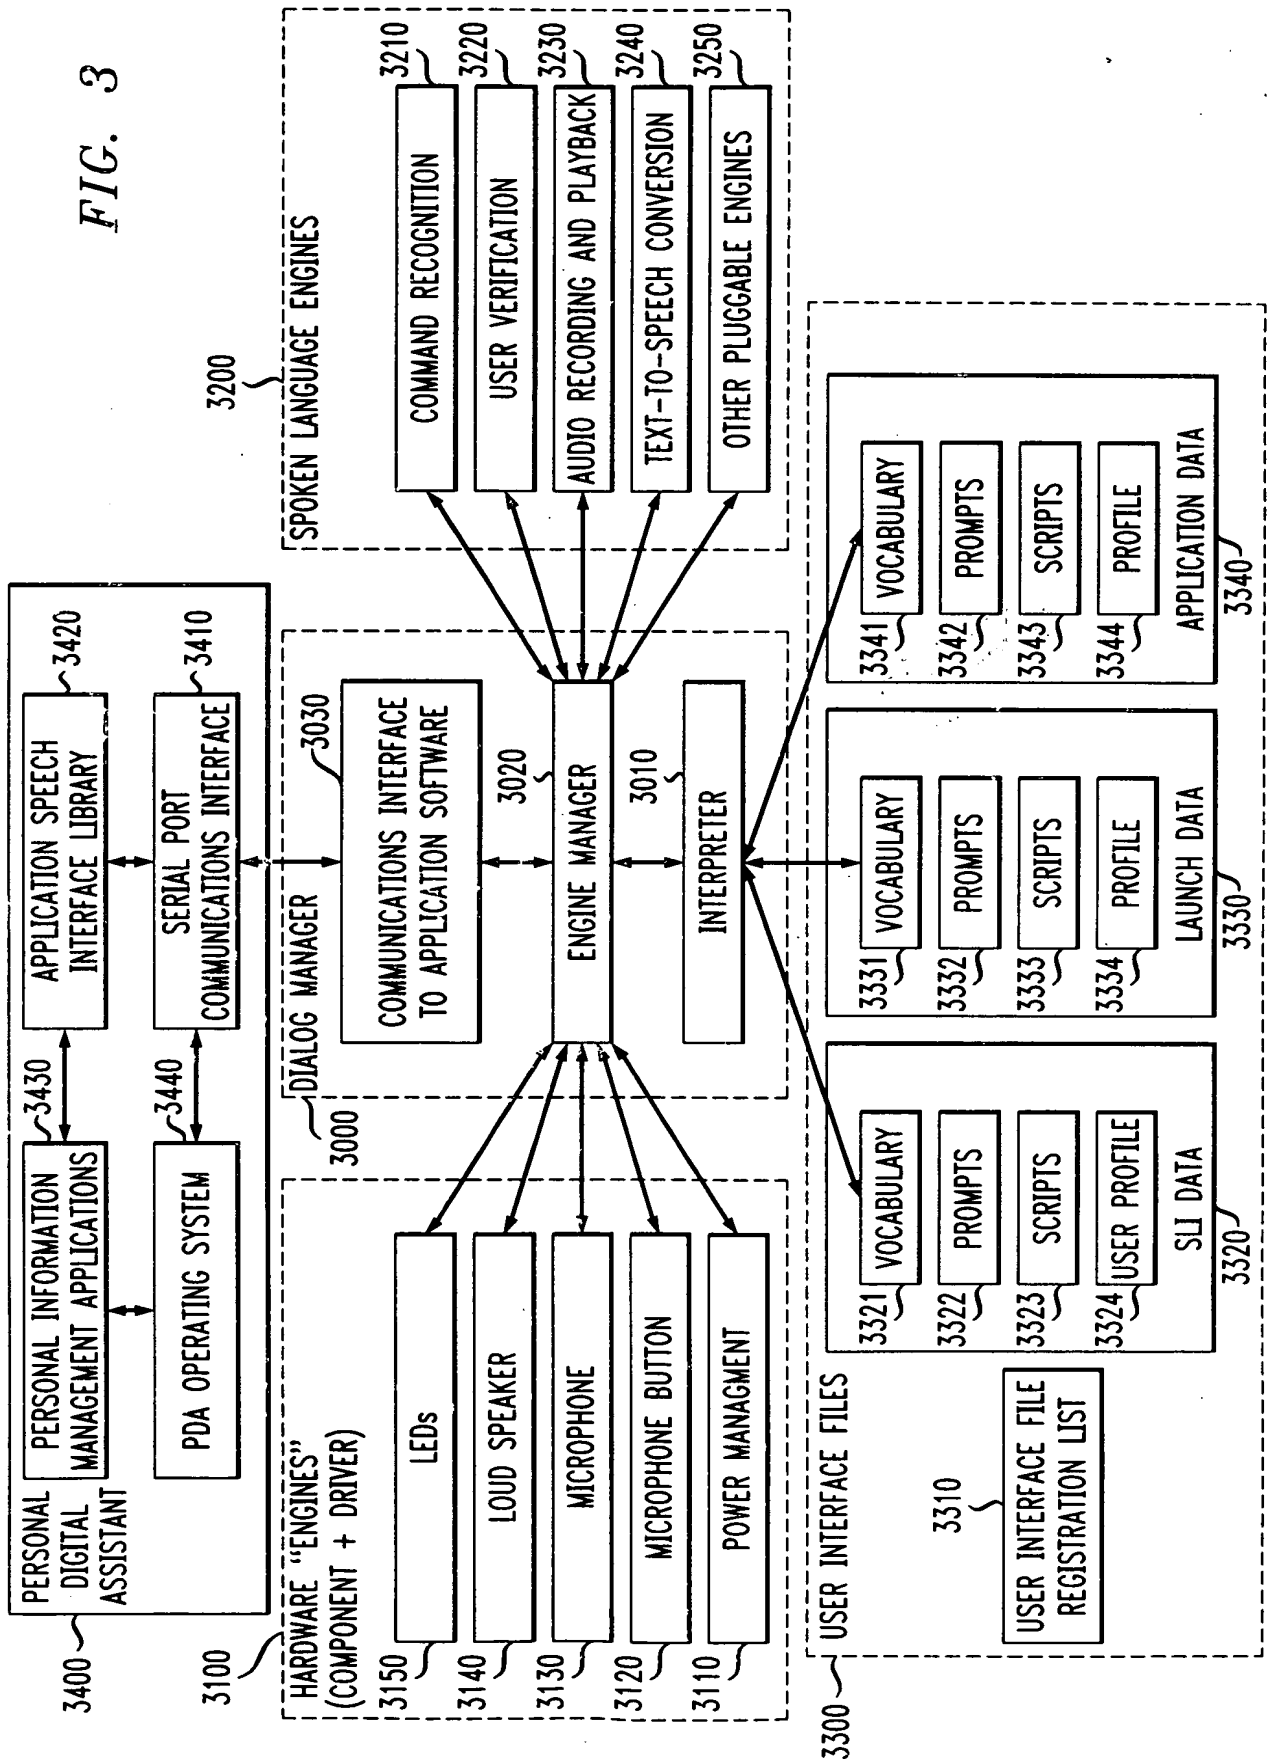 FIG. 3
PERSONAL
DIGITAL
ASSISTANT
3400
PERSONAL INFORMATION
MANAGEMENT APPLICATIONS
3430
APPLICATION SPEECH
INTERFACE LIBRARY
3420
PDA OPERATING SYSTEM
3440
SERIAL PORT
COMMUNICATIONS INTERFACE
3410
3100
HARDWARE "ENGINES"
(COMPONENT + DRIVER)
3150
LEDs
3140
LOUD SPEAKER
3130
MICROPHONE
3120
MICROPHONE BUTTON
3110
POWER MANAGMENT
3000
DIALOG MANAGER
3030
COMMUNICATIONS INTERFACE
TO APPLICATION SOFTWARE
3020
ENGINE MANAGER
3010
INTERPRETER
3200
SPOKEN LANGUAGE ENGINES
COMMAND RECOGNITION
3210
USER VERIFICATION
3220
AUDIO RECORDING AND PLAYBACK
3230
TEXT-TO-SPEECH CONVERSION
3240
OTHER PLUGGABLE ENGINES
3250
3300
USER INTERFACE FILES
3310
USER INTERFACE FILE
REGISTRATION LIST
3321
VOCABULARY
3322
PROMPTS
3323
SCRIPTS
3324
USER PROFILE
SLI DATA
3320
3331
VOCABULARY
3332
PROMPTS
3333
SCRIPTS
3334
PROFILE
LAUNCH DATA
3330
3341
VOCABULARY
3342
PROMPTS
3343
SCRIPTS
3344
PROFILE
APPLICATION DATA
3340